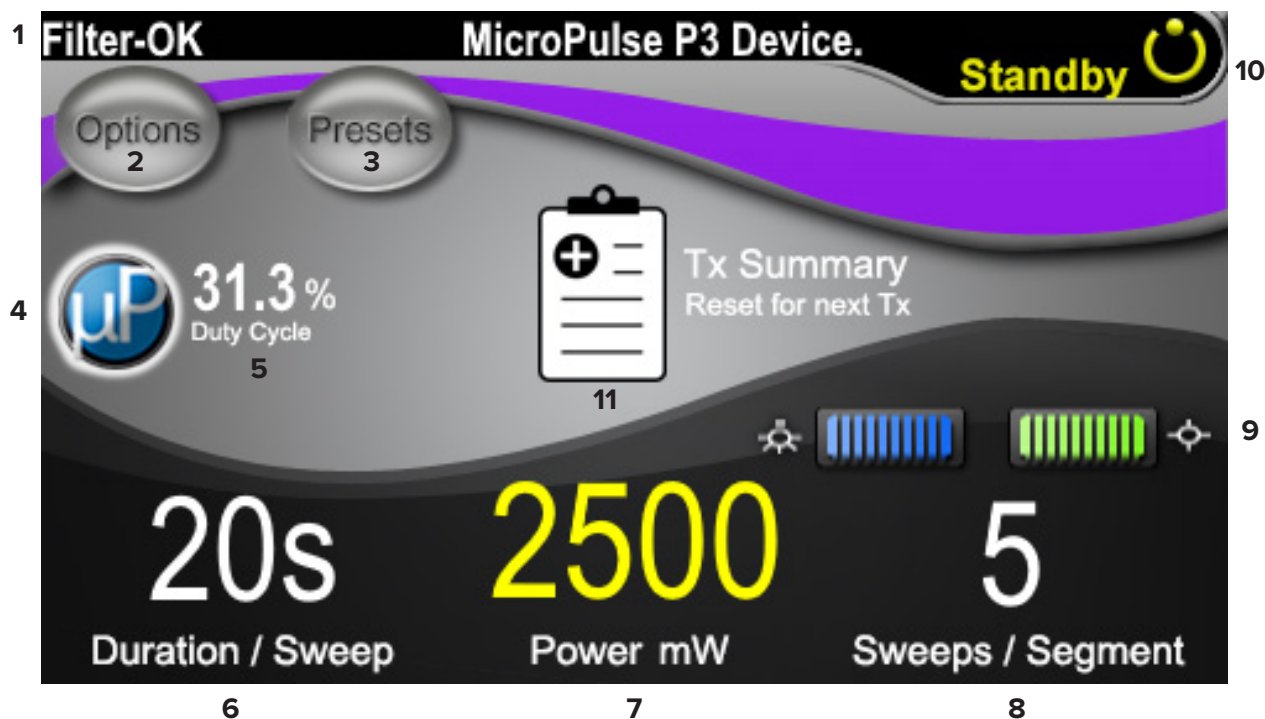 1
Filter-OK
MicroPulse P3 Device.
Standby
10
Options
2
Presets
3
4
µP
31.3 %
Duty Cycle
5
Tx Summary
Reset for next Tx
11
9
20s
2500
5
Duration / Sweep
Power mW
Sweeps / Segment
6
7
8